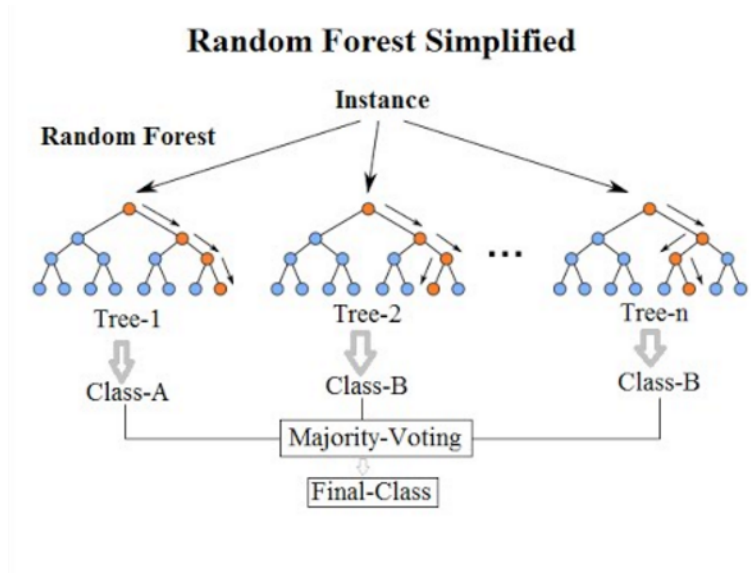 Random Forest Simplified
Instance
Random Forest
...
Tree-1
Tree-2
Tree-n
Class-A
Class-B
Class-B
Majority-Voting
Final-Class